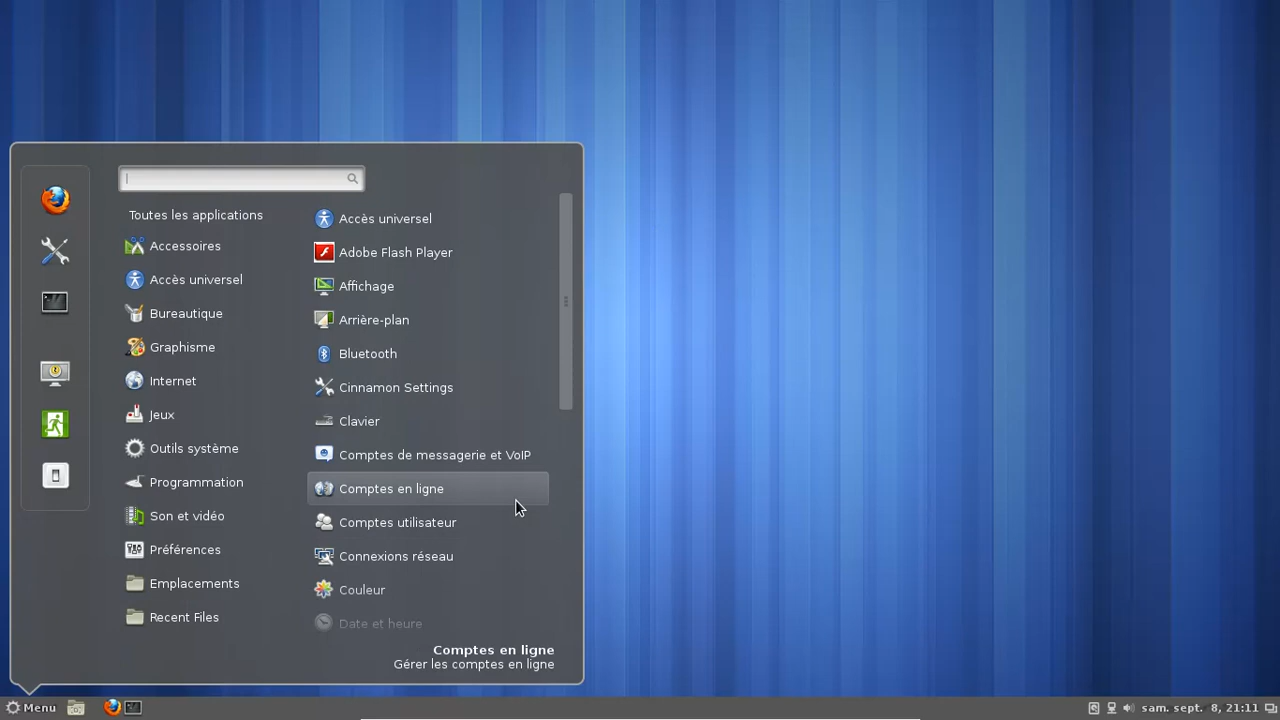 Toutes les applications
Accessoires
Accès universel
Bureautique
Graphisme
Internet
Jeux
Outils système
Programmation
Son et vidéo
Préférences
Emplacements
Recent Files
Accès universel
Adobe Flash Player
Affichage
Arrière-plan
Bluetooth
Cinnamon Settings
Clavier
Comptes de messagerie et VoIP
Comptes en ligne
Comptes utilisateur
Connexions réseau
Couleur
Date et heure
Comptes en ligne
Gérer les comptes en ligne
Menu
sam. sept. 8, 21:11